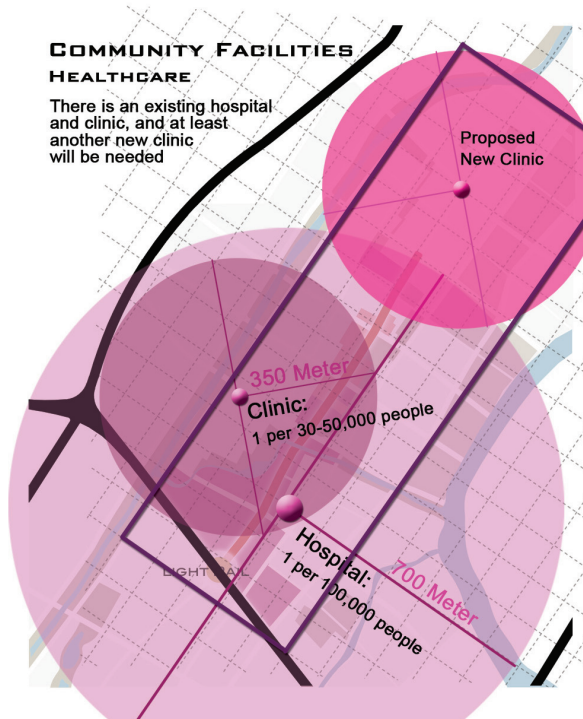 COMMUNITY FACILITIES
HEALTHCARE
There is an existing hospital
and clinic, and at least
another new clinic
will be needed
Proposed
New Clinic
350 Meter
Clinic:
1 per 30-50,000 people
Hospital:
1 per 100,000 people
700 Meter
LIGHT RAIL